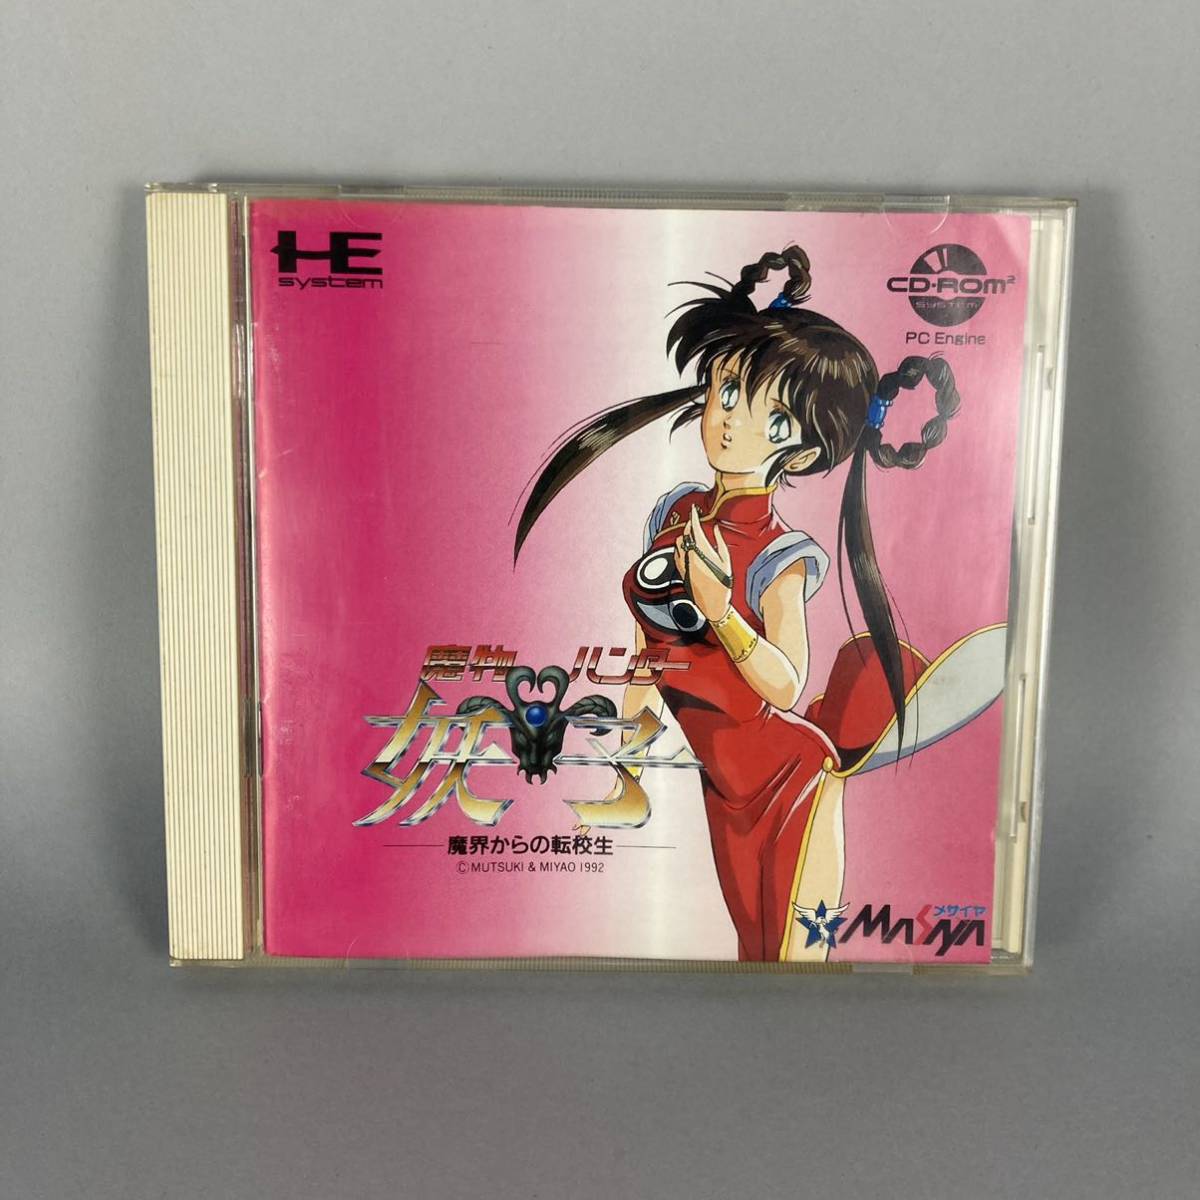 HE
system
CD-ROM²
SYSTEM
PC Engine
魔物ハンター
妖子
魔界からの転校生
©MUTSUKI & MIYAO 1992
メサイヤ
MASAYA